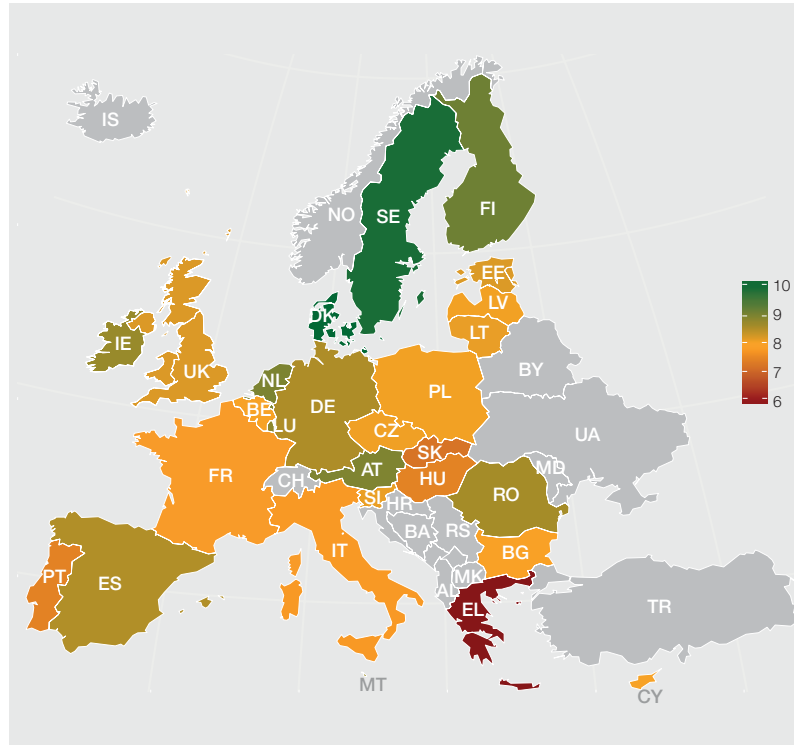 IS
FI
NO
SE
EE
LV
DK
LT
IE
UK
NL
BY
PL
BE
DE
LU
CZ
UA
SK
AT
MD
FR
CH
HU
RO
SI
HR
BA
RS
IT
BG
PT
ES
MK
AL
EL
TR
MT
CY
10
9
8
7
6